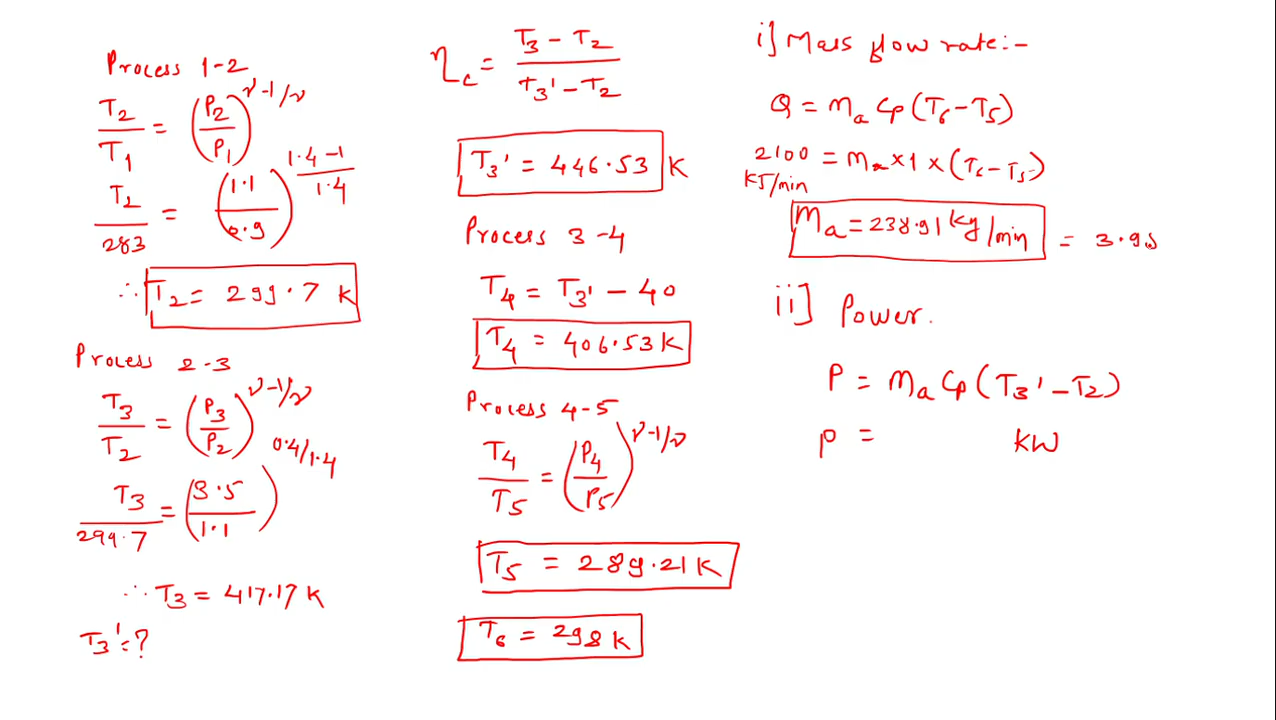 Process 1-2
T2/T1 = (P2/P1)^γ-1/γ
T2/283 = (1.1/0.9)^1.4-1/1.4
∴ T2 = 299.7 K
Process 2-3
T3/T2 = (P3/P2)^γ-1/γ
T3/299.7 = (3.5/1.1)^0.4/1.4
∴ T3 = 417.17 K
T3' = ?
ηc = T3 - T2 / T3' - T2
T3' = 446.53 K
Process 3-4
T4 = T3' - 40
T4 = 406.53 K
Process 4-5
T4/T5 = (P4/P5)^γ-1/γ
T5 = 289.21 K
T6 = 298 K
i] Mass flow rate:-
Q = ma Cp (T6 - T5)
2100 KJ/min = ma × 1 × (T6 - T5)
Ma = 238.91 kg/min = 3.98
ii] Power.
P = Ma Cp (T3' - T2)
P = KW